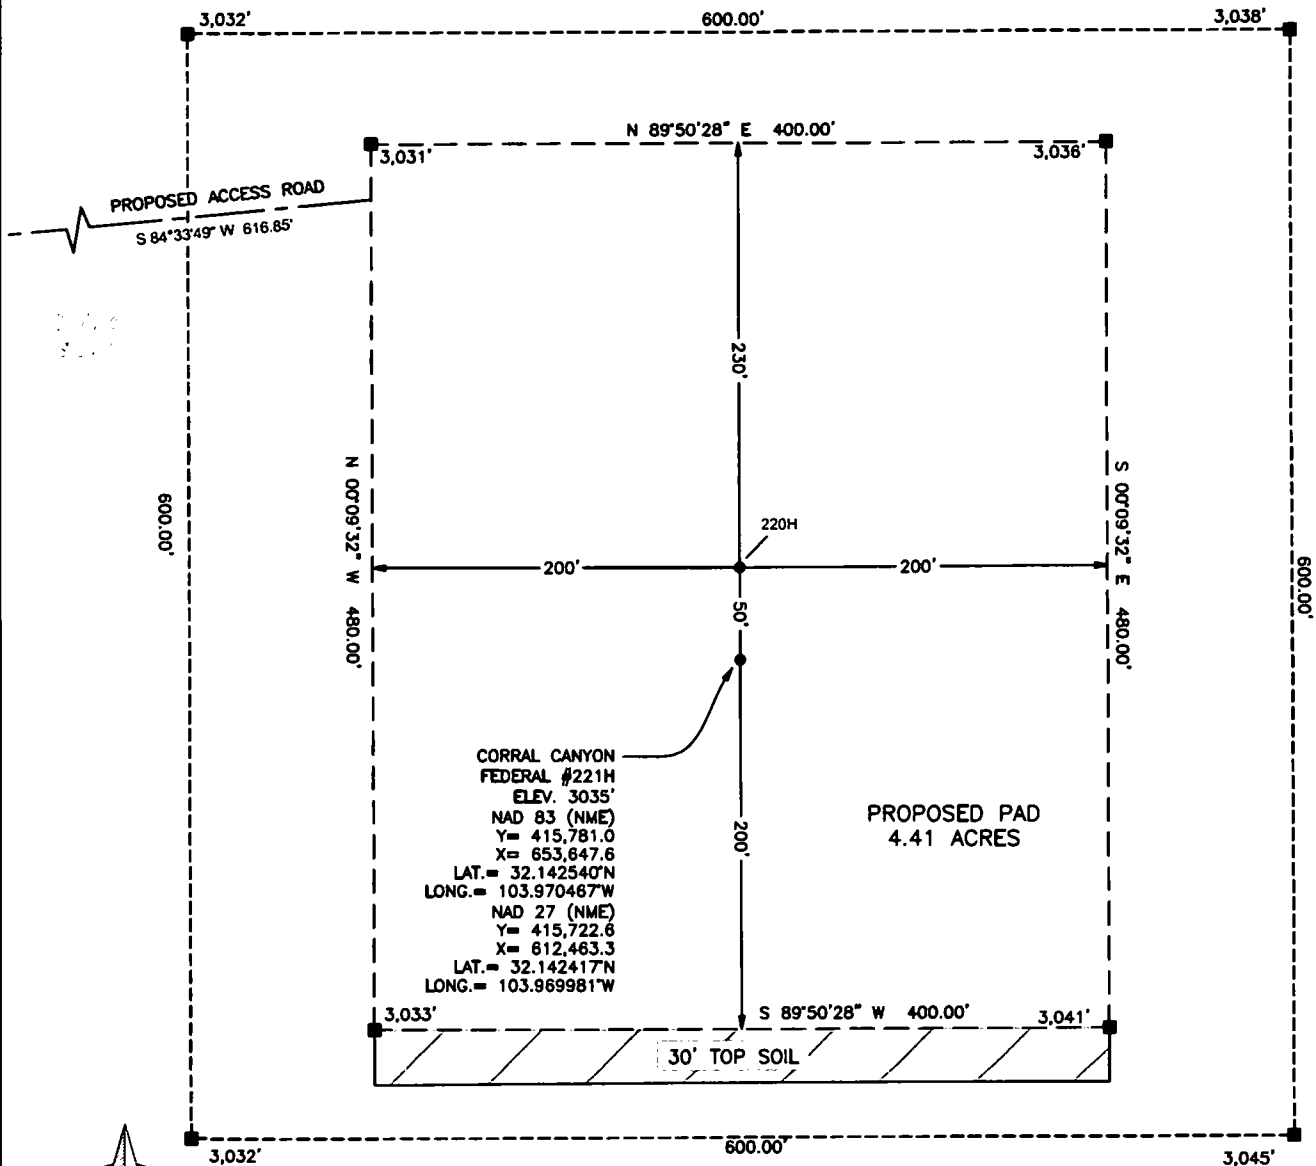 3,032'
600.00'
3,038'
N 89°50'28" E 400.00'
3,031'
3,036'
PROPOSED ACCESS ROAD
S 84°33'49" W 616.85'
230'
N 00°09'32" W 480.00'
S 00°09'32" E 480.00'
600.00'
600.00'
220H
200'
200'
50'
CORRAL CANYON
FEDERAL #221H
ELEV. 3035'
NAD 83 (NME)
Y= 415,781.0
X= 653,647.6
LAT.= 32.142540°N
LONG.= 103.970467°W
NAD 27 (NME)
Y= 415,722.6
X= 612,463.3
LAT.= 32.142417°N
LONG.= 103.969981°W
200'
PROPOSED PAD
4.41 ACRES
3,033'
S 89°50'28" W 400.00'
3,041'
30' TOP SOIL
3,032'
600.00'
3,045'